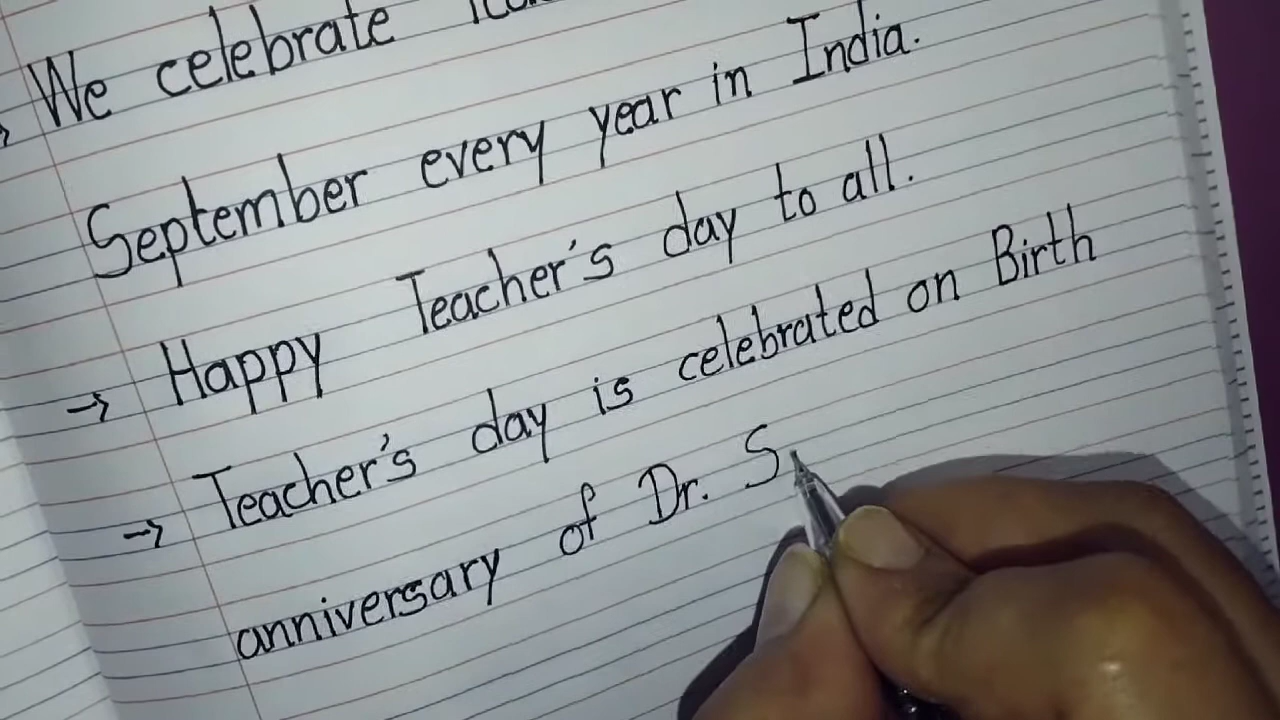 → We celebrate
September every year in India.
→ Happy Teacher's day to all.
→ Teacher's day is celebrated on Birth
anniversary of Dr. S